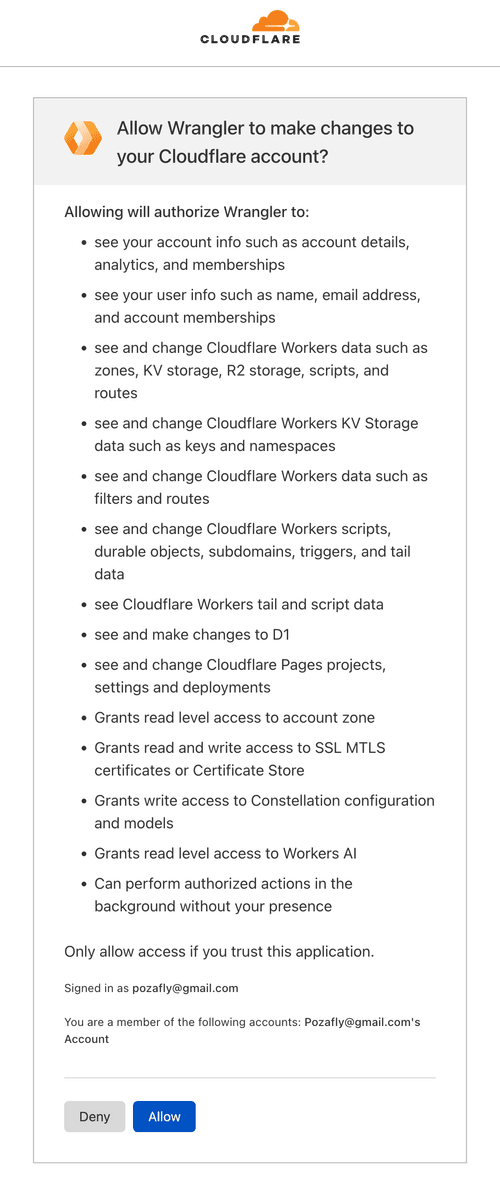 CLOUDFLARE
Allow Wrangler to make changes to
your Cloudflare account?
Allowing will authorize Wrangler to:
• see your account info such as account details,
analytics, and memberships
• see your user info such as name, email address,
and account memberships
• see and change Cloudflare Workers data such as
zones, KV storage, R2 storage, scripts, and
routes
• see and change Cloudflare Workers KV Storage
data such as keys and namespaces
• see and change Cloudflare Workers data such as
filters and routes
• see and change Cloudflare Workers scripts,
durable objects, subdomains, triggers, and tail
data
• see Cloudflare Workers tail and script data
• see and make changes to D1
• see and change Cloudflare Pages projects,
settings and deployments
• Grants read level access to account zone
• Grants read and write access to SSL MTLS
certificates or Certificate Store
• Grants write access to Constellation configuration
and models
• Grants read level access to Workers AI
• Can perform authorized actions in the
background without your presence
Only allow access if you trust this application.
Signed in as pozafly@gmail.com
You are a member of the following accounts: Pozafly@gmail.com's
Account
Deny
Allow